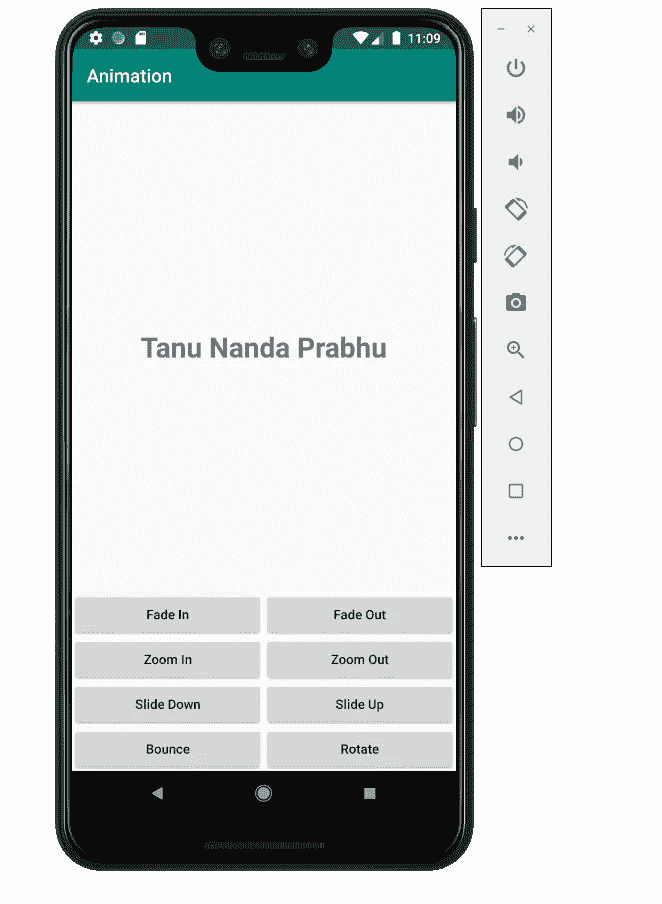 11:09
Animation
Tanu Nanda Prabhu
Fade In Fade Out
Zoom In Zoom Out
Slide Down Slide Up
Bounce Rotate